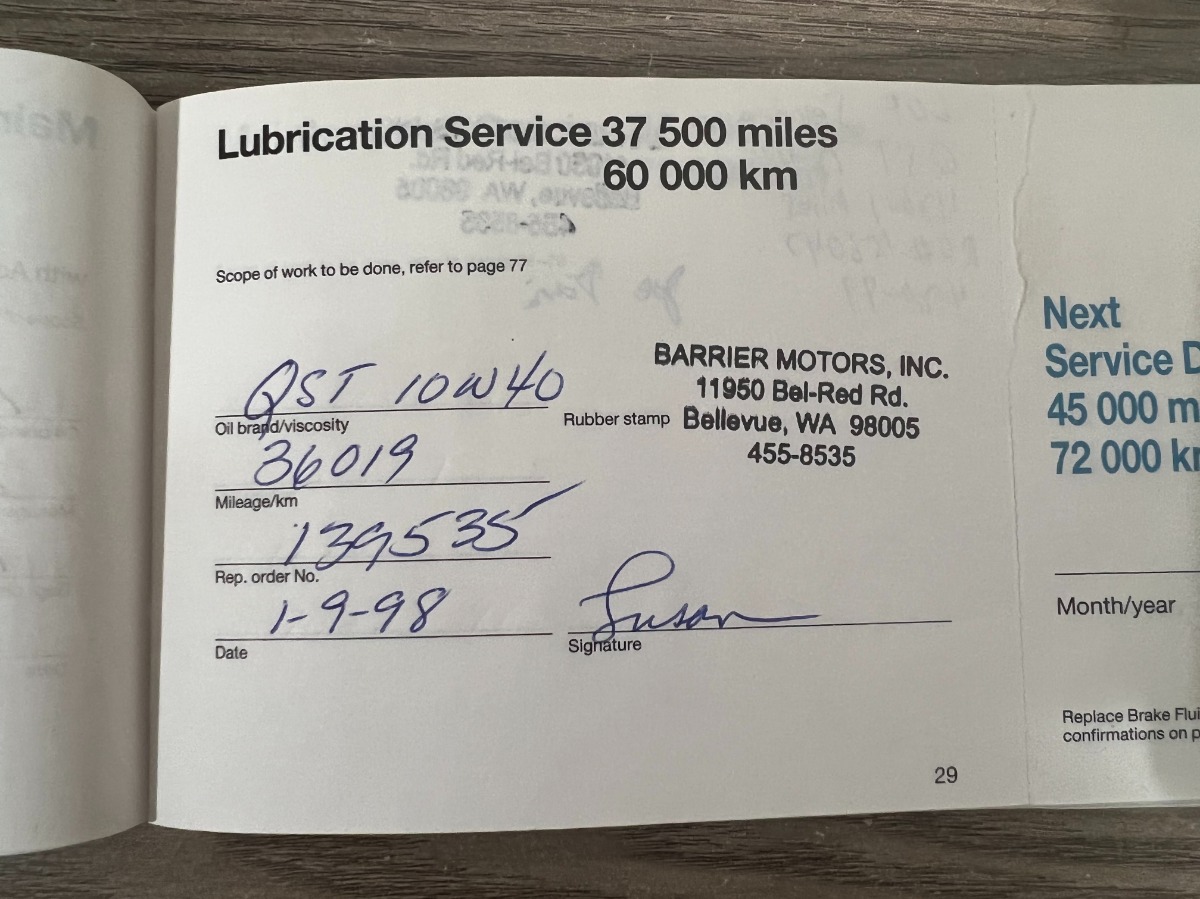 Lubrication Service 37 500 miles
60 000 km
Scope of work to be done, refer to page 77
QST 10W40
Oil brand/viscosity
36019
Mileage/km
139535
Rep. order No.
1-9-98
Date
Rubber stamp
BARRIER MOTORS, INC.
11950 Bel-Red Rd.
Bellevue, WA 98005
455-8535
Susan
Signature
29
Next
Service D
45 000 m
72 000 k
Month/year
Replace Brake Flui
confirmations on p